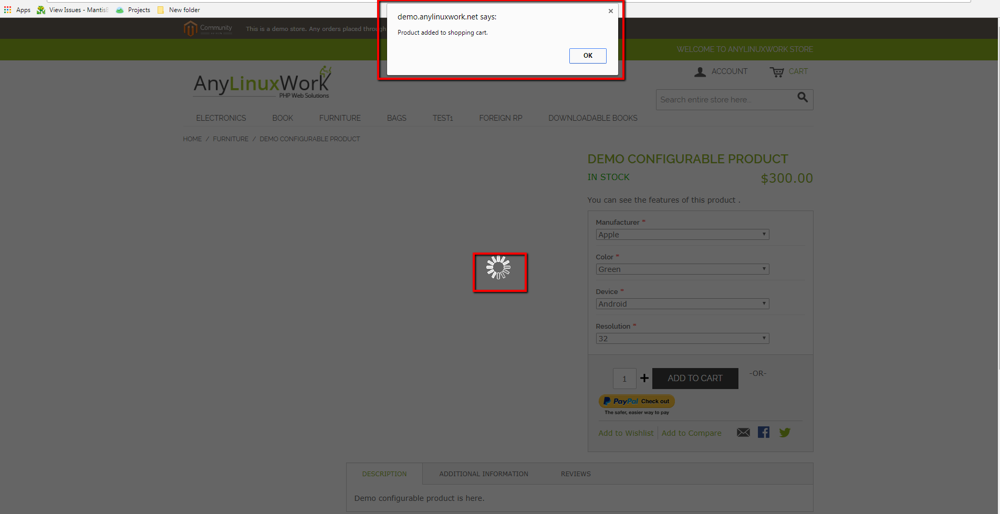 Apps View Issues - Mantis Projects New folder
demo.anylinuxwork.net says:
Product added to shopping cart.
OK
Community
This is a demo store. Any orders placed through
WELCOME TO ANYLINUXWORK STORE
AnyLinuxWork
PHP Web Solutions
ACCOUNT CART
Search entire store here...
ELECTRONICS BOOK FURNITURE BAGS TEST1 FOREIGN RP DOWNLOADABLE BOOKS
HOME / FURNITURE / DEMO CONFIGURABLE PRODUCT
DEMO CONFIGURABLE PRODUCT
IN STOCK $300.00
You can see the features of this product .
Manufacturer *
Apple
Color *
Green
Device *
Android
Resolution *
32
1 + ADD TO CART -OR-
PayPal Check out
The safer, easier way to pay
Add to Wishlist Add to Compare
DESCRIPTION ADDITIONAL INFORMATION REVIEWS
Demo configurable product is here.